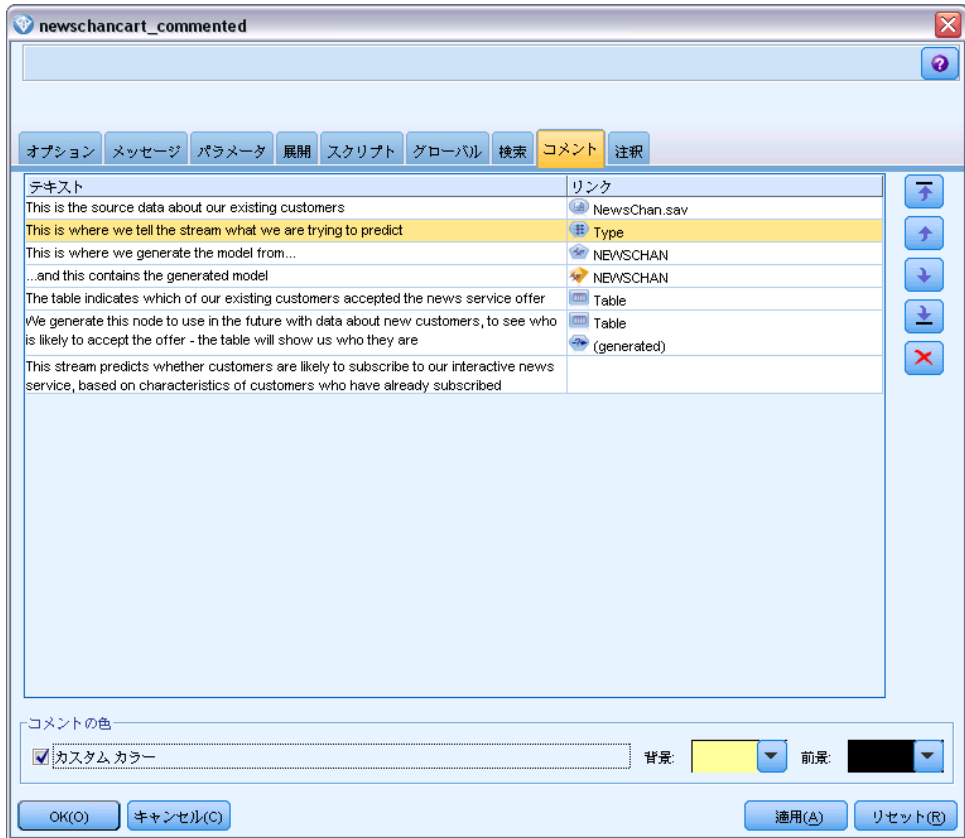 newschancart_commented
オプション メッセージ パラメータ 展開 スクリプト グローバル 検索 コメント 注釈
テキスト リンク
This is the source data about our existing customers NewsChan.sav
This is where we tell the stream what we are trying to predict Type
This is where we generate the model from... NEWSCHAN
...and this contains the generated model NEWSCHAN
The table indicates which of our existing customers accepted the news service offer Table
We generate this node to use in the future with data about new customers, to see who Table
is likely to accept the offer - the table will show us who they are (generated)
This stream predicts whether customers are likely to subscribe to our interactive news
service, based on characteristics of customers who have already subscribed
コメントの色
カスタム カラー 背景: 前景:
OK(O) キャンセル(C) 適用(A) リセット(R)